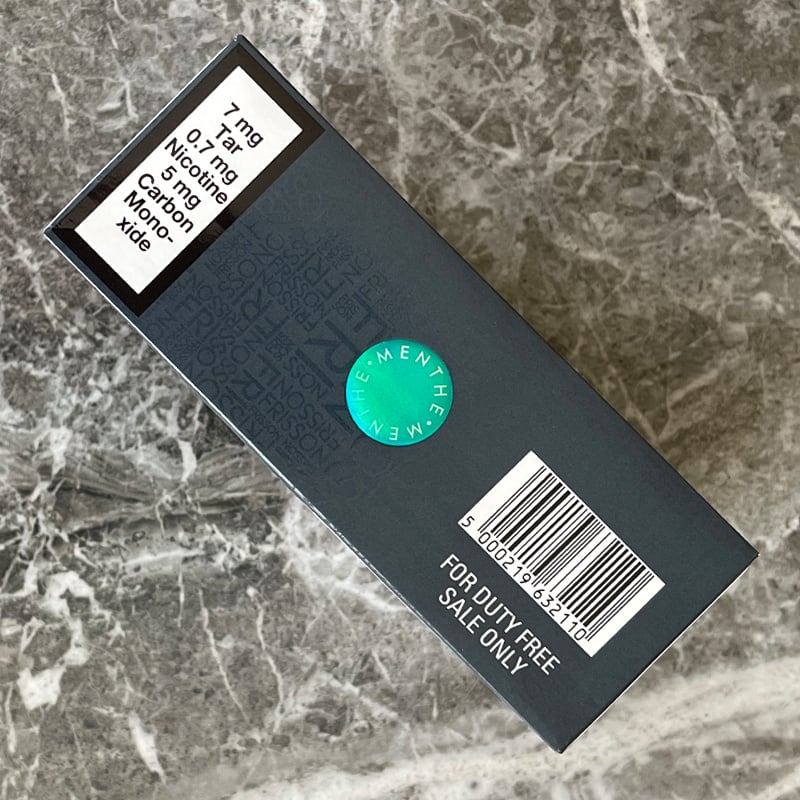 7 mg
Tar
0.7 mg
Nicotine
5 mg
Carbon
Mono-
xide
FRISSON
MENTHE • MENTHE •
5 000219 632110
FOR DUTY FREE
SALE ONLY